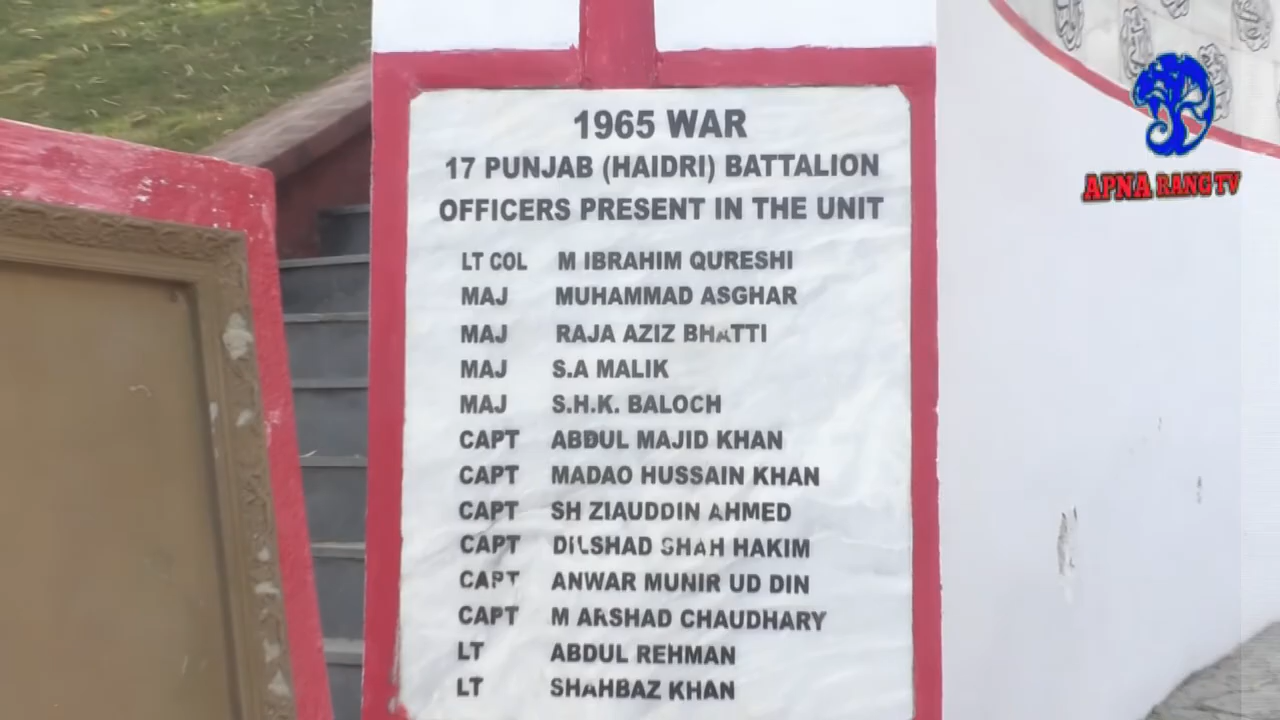 1965 WAR
17 PUNJAB (HAIDRI) BATTALION
OFFICERS PRESENT IN THE UNIT
LT COL M IBRAHIM QURESHI
MAJ MUHAMMAD ASGHAR
MAJ RAJA AZIZ BHATTI
MAJ S.A MALIK
MAJ S.H.K. BALOCH
CAPT ABDUL MAJID KHAN
CAPT MADAO HUSSAIN KHAN
CAPT SH ZIAUDDIN AHMED
CAPT DILSHAD SHAH HAKIM
CAPT ANWAR MUNIR UD DIN
CAPT M ARSHAD CHAUDHARY
LT ABDUL REHMAN
LT SHAHBAZ KHAN
APNA RANG TV